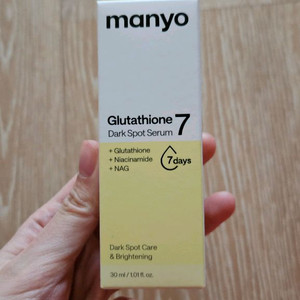 manyo
Glutathione 7
Dark Spot Serum
+ Glutathione
+ Niacinamide
+ NAG
7days
Dark Spot Care
& Brightening
30 ml / 1.01 fl. oz.